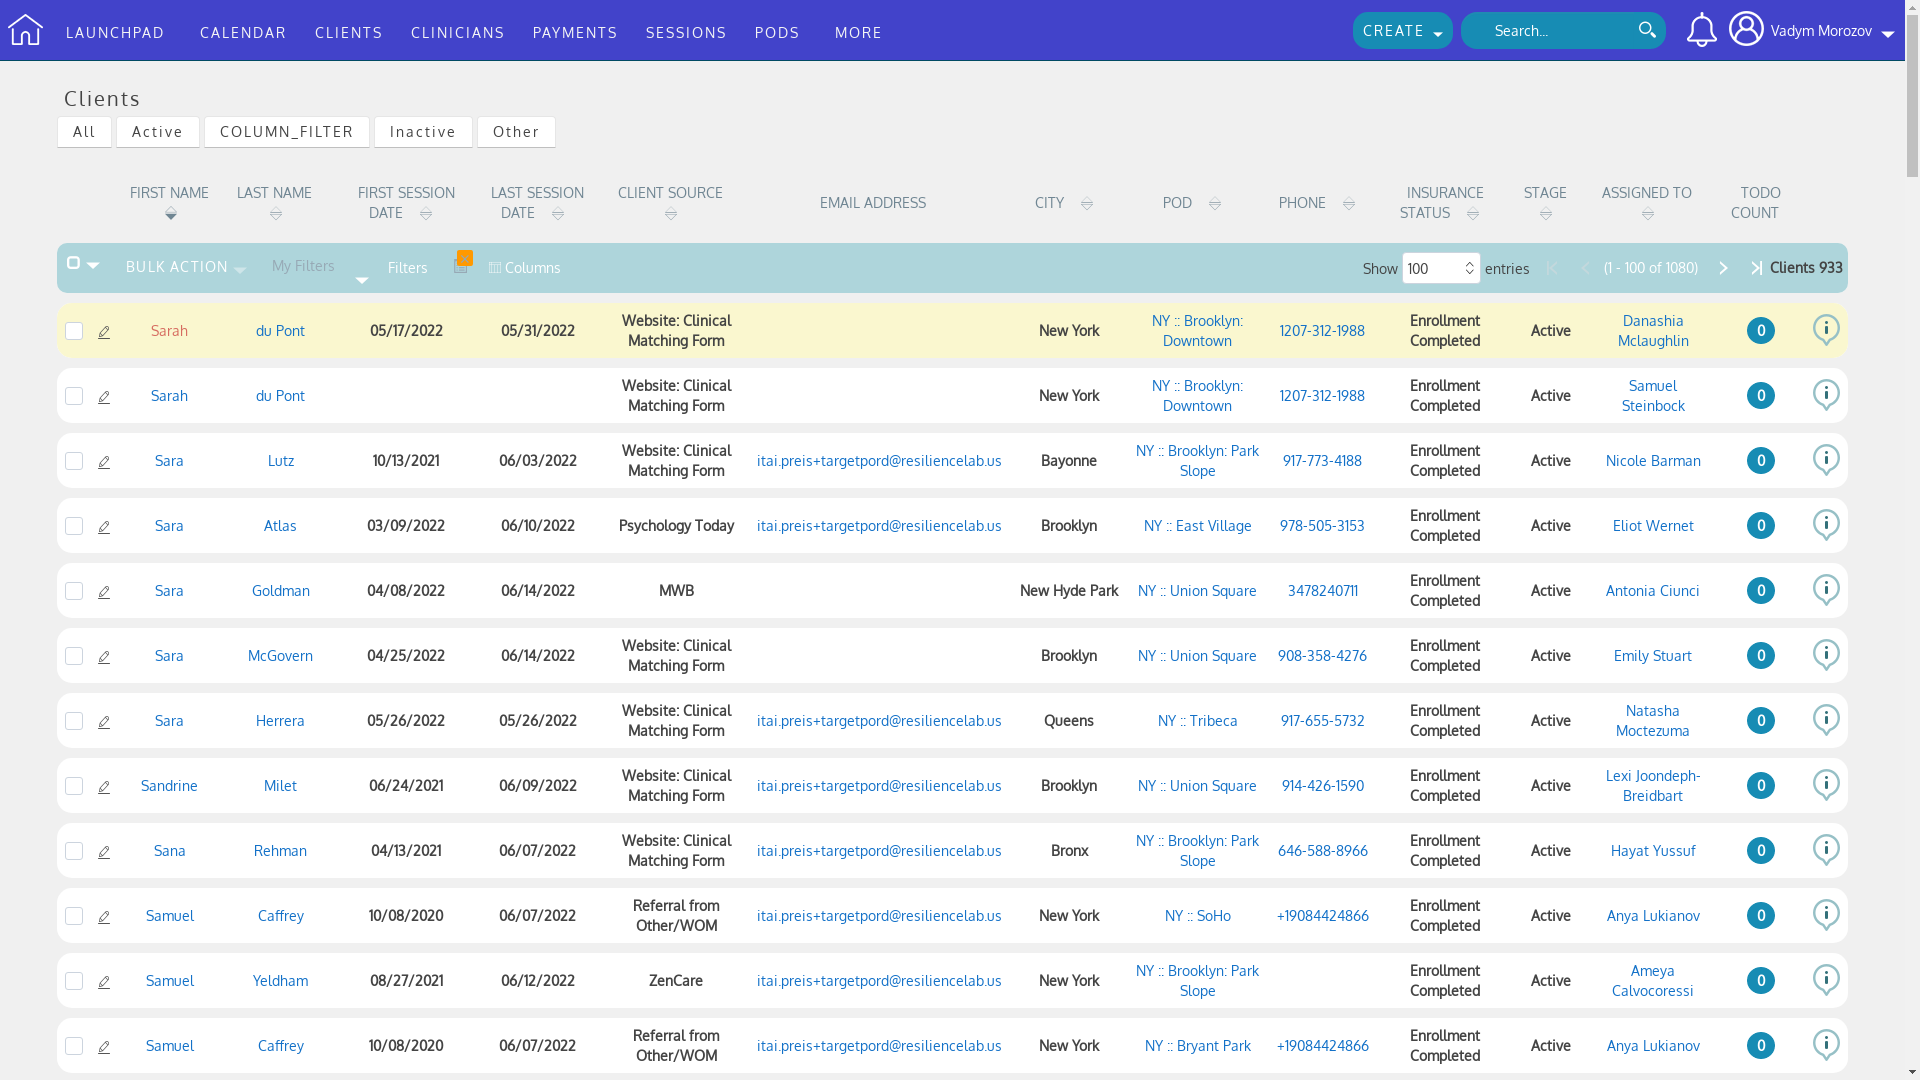 LAUNCHPAD CALENDAR CLIENTS CLINICIANS PAYMENTS SESSIONS PODS MORE CREATE Search... Vadym Morozov
Clients
All Active COLUMN_FILTER Inactive Other
FIRST NAME LAST NAME FIRST SESSION DATE LAST SESSION DATE CLIENT SOURCE EMAIL ADDRESS CITY POD PHONE INSURANCE STATUS STAGE ASSIGNED TO TODO COUNT
BULK ACTION My Filters Filters Columns Show 100 entries (1 - 100 of 1080) Clients 933
Sarah du Pont 05/17/2022 05/31/2022 Website: Clinical Matching Form New York NY :: Brooklyn: Downtown 1207-312-1988 Enrollment Completed Active Danashia Mclaughlin 0
Sarah du Pont Website: Clinical Matching Form New York NY :: Brooklyn: Downtown 1207-312-1988 Enrollment Completed Active Samuel Steinbock 0
Sara Lutz 10/13/2021 06/03/2022 Website: Clinical Matching Form itai.preis+targetpord@resiliencelab.us Bayonne NY :: Brooklyn: Park Slope 917-773-4188 Enrollment Completed Active Nicole Barman 0
Sara Atlas 03/09/2022 06/10/2022 Psychology Today itai.preis+targetpord@resiliencelab.us Brooklyn NY :: East Village 978-505-3153 Enrollment Completed Active Eliot Wernet 0
Sara Goldman 04/08/2022 06/14/2022 MWB New Hyde Park NY :: Union Square 3478240711 Enrollment Completed Active Antonia Ciunci 0
Sara McGovern 04/25/2022 06/14/2022 Website: Clinical Matching Form Brooklyn NY :: Union Square 908-358-4276 Enrollment Completed Active Emily Stuart 0
Sara Herrera 05/26/2022 05/26/2022 Website: Clinical Matching Form itai.preis+targetpord@resiliencelab.us Queens NY :: Tribeca 917-655-5732 Enrollment Completed Active Natasha Moctezuma 0
Sandrine Milet 06/24/2021 06/09/2022 Website: Clinical Matching Form itai.preis+targetpord@resiliencelab.us Brooklyn NY :: Union Square 914-426-1590 Enrollment Completed Active Lexi Joondeph-Breidbart 0
Sana Rehman 04/13/2021 06/07/2022 Website: Clinical Matching Form itai.preis+targetpord@resiliencelab.us Bronx NY :: Brooklyn: Park Slope 646-588-8966 Enrollment Completed Active Hayat Yussuf 0
Samuel Caffrey 10/08/2020 06/07/2022 Referral from Other/WOM itai.preis+targetpord@resiliencelab.us New York NY :: SoHo +19084424866 Enrollment Completed Active Anya Lukianov 0
Samuel Yeldham 08/27/2021 06/12/2022 ZenCare itai.preis+targetpord@resiliencelab.us New York NY :: Brooklyn: Park Slope Enrollment Completed Active Ameya Calvocoressi 0
Samuel Caffrey 10/08/2020 06/07/2022 Referral from Other/WOM itai.preis+targetpord@resiliencelab.us New York NY :: Bryant Park +19084424866 Enrollment Completed Active Anya Lukianov 0